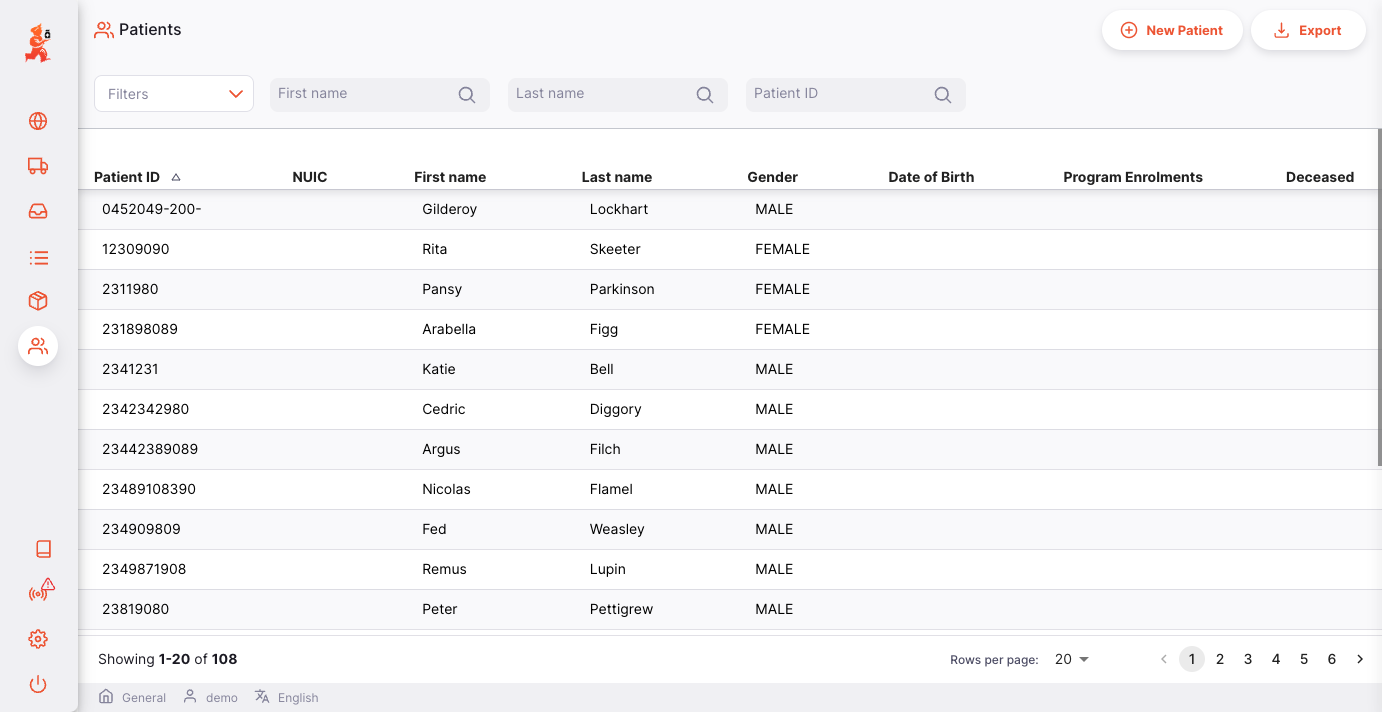 Patients
New Patient
Export
Filters
First name
Last name
Patient ID
Patient ID NUIC First name Last name Gender Date of Birth Program Enrolments Deceased
0452049-200- Gilderoy Lockhart MALE
12309090 Rita Skeeter FEMALE
2311980 Pansy Parkinson FEMALE
231898089 Arabella Figg FEMALE
2341231 Katie Bell MALE
2342342980 Cedric Diggory MALE
23442389089 Argus Filch MALE
23489108390 Nicolas Flamel MALE
234909809 Fed Weasley MALE
2349871908 Remus Lupin MALE
23819080 Peter Pettigrew MALE
Showing 1-20 of 108
Rows per page: 20
1 2 3 4 5 6
General demo English